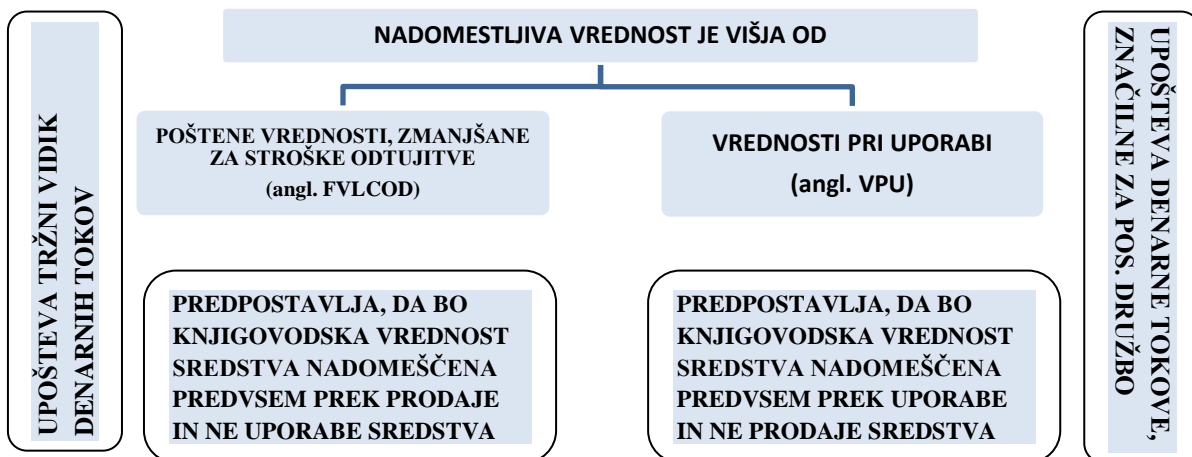 NADOMESTLJIVA VREDNOST JE VIŠJA OD
UPOŠTEVA TRŽNI VIDIK
DENARNIH TOKOV
POŠTENE VREDNOSTI, ZMANJŠANE
ZA STROŠKE ODTUJITVE
(angl. FVLCOD)
VREDNOSTI PRI UPORABI
(angl. VPU)
UPOŠTEVA DENARNE TOKOVE,
ZNAČILNE ZA POS. DRUŽBO
PREDPOSTAVLJA, DA BO
KNJIGOVODSKA VREDNOST
SREDSTVA NADOMEŠČENA
PREDVSEM PREK PRODAJE
IN NE UPORABE SREDSTVA
PREDPOSTAVLJA, DA BO
KNJIGOVODSKA VREDNOST
SREDSTVA NADOMEŠČENA
PREDVSEM PREK UPORABE
IN NE PRODAJE SREDSTVA